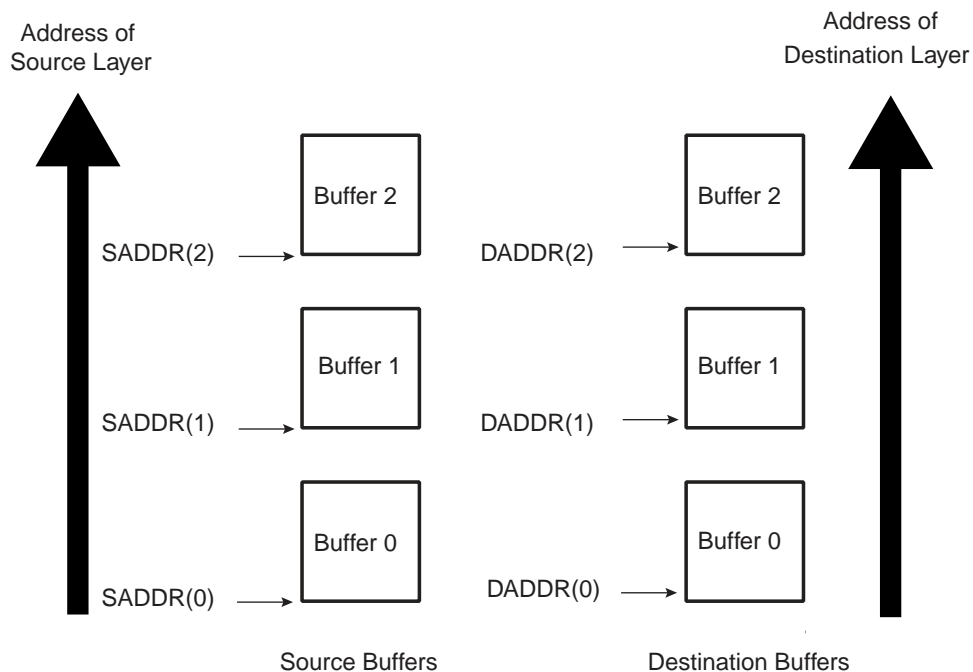 Address of
Source Layer
Address of
Destination Layer
Buffer 2
Buffer 2
SADDR(2)
DADDR(2)
Buffer 1
Buffer 1
SADDR(1)
DADDR(1)
Buffer 0
Buffer 0
SADDR(0)
DADDR(0)
Source Buffers
Destination Buffers